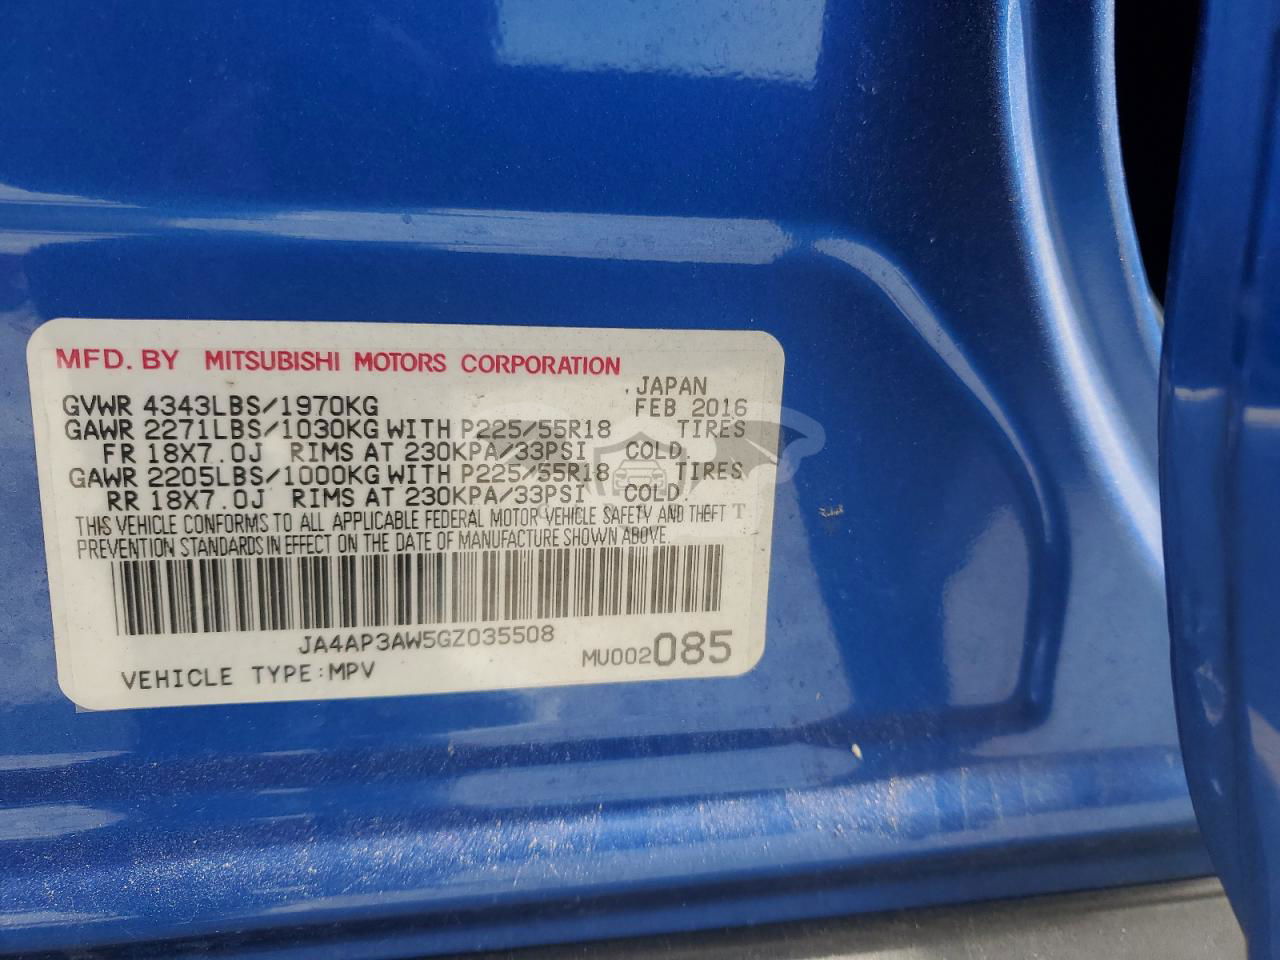 MFD. BY MITSUBISHI MOTORS CORPORATION
JAPAN
GVWR 4343LBS/1970KG FEB 2016
GAWR 2271LBS/1030KG WITH P225/55R18 TIRES
FR 18X7.0J RIMS AT 230KPA/33PSI COLD.
GAWR 2205LBS/1000KG WITH P225/55R18 TIRES
RR 18X7.0J RIMS AT 230KPA/33PSI COLD.
THIS VEHICLE CONFORMS TO ALL APPLICABLE FEDERAL MOTOR VEHICLE SAFETY AND THEFT
PREVENTION STANDARDS IN EFFECT ON THE DATE OF MANUFACTURE SHOWN ABOVE.
JA4AP3AW5GZ035508
MU002085
VEHICLE TYPE:MPV